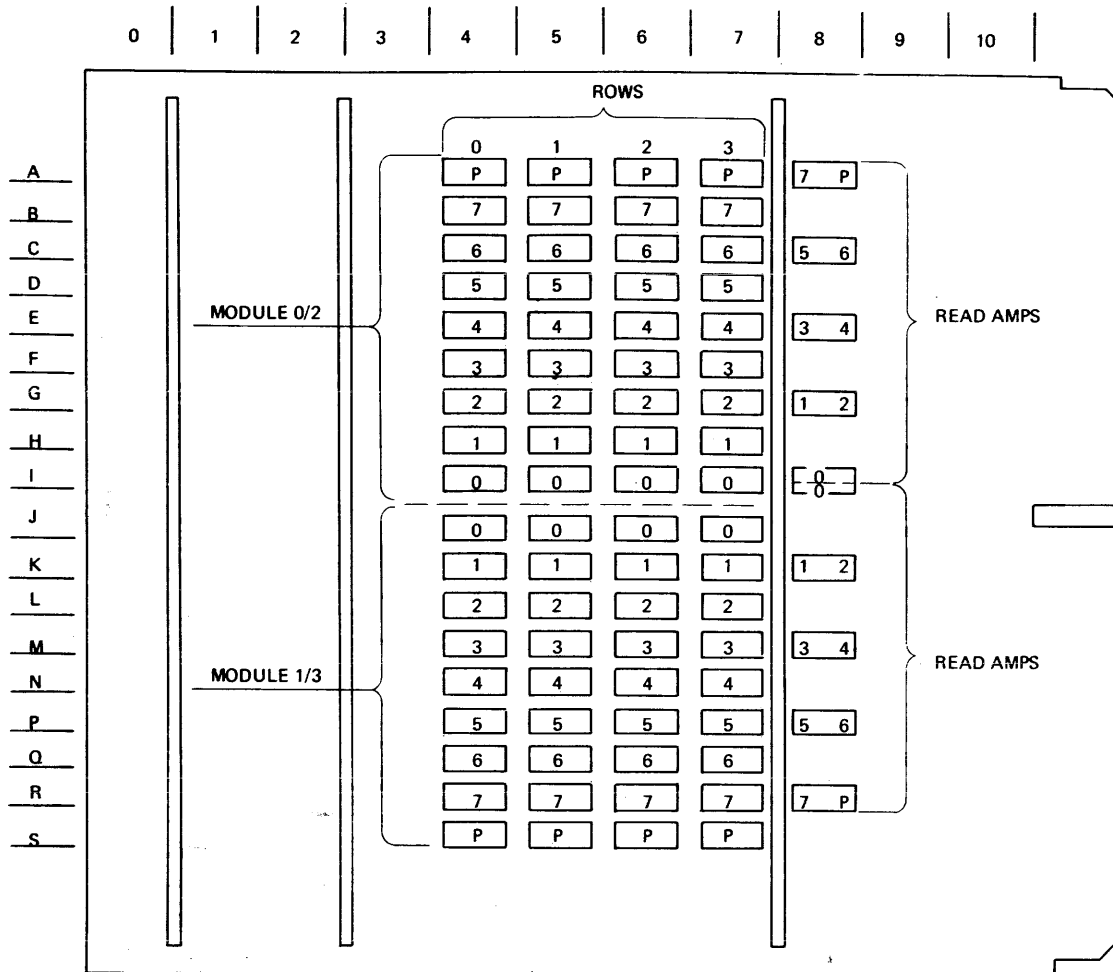 0 1 2 3 4 5 6 7 8 9 10
ROWS
0 1 2 3
A P P P P 7 P
B 7 7 7 7
C 6 6 6 6 5 6
D 5 5 5 5
E MODULE 0/2 4 4 4 4 3 4 READ AMPS
F 3 3 3 3
G 2 2 2 2 1 2
H 1 1 1 1
I 0 0 0 0 0
0
J 0 0 0 0
K 1 1 1 1 1 2
L 2 2 2 2
M 3 3 3 3 3 4 READ AMPS
N MODULE 1/3 4 4 4 4
P 5 5 5 5 5 6
Q 6 6 6 6
R 7 7 7 7 7 P
S P P P P